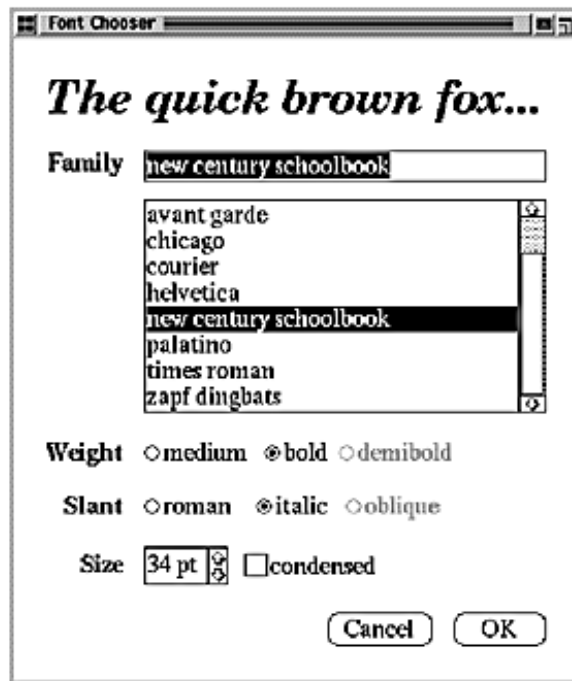 Font Chooser
The quick brown fox...
Family new century schoolbook
avant garde
chicago
courier
helvetica
new century schoolbook
palatino
times roman
zapf dingbats
Weight medium bold demibold
Slant roman italic oblique
Size 34 pt condensed
Cancel OK